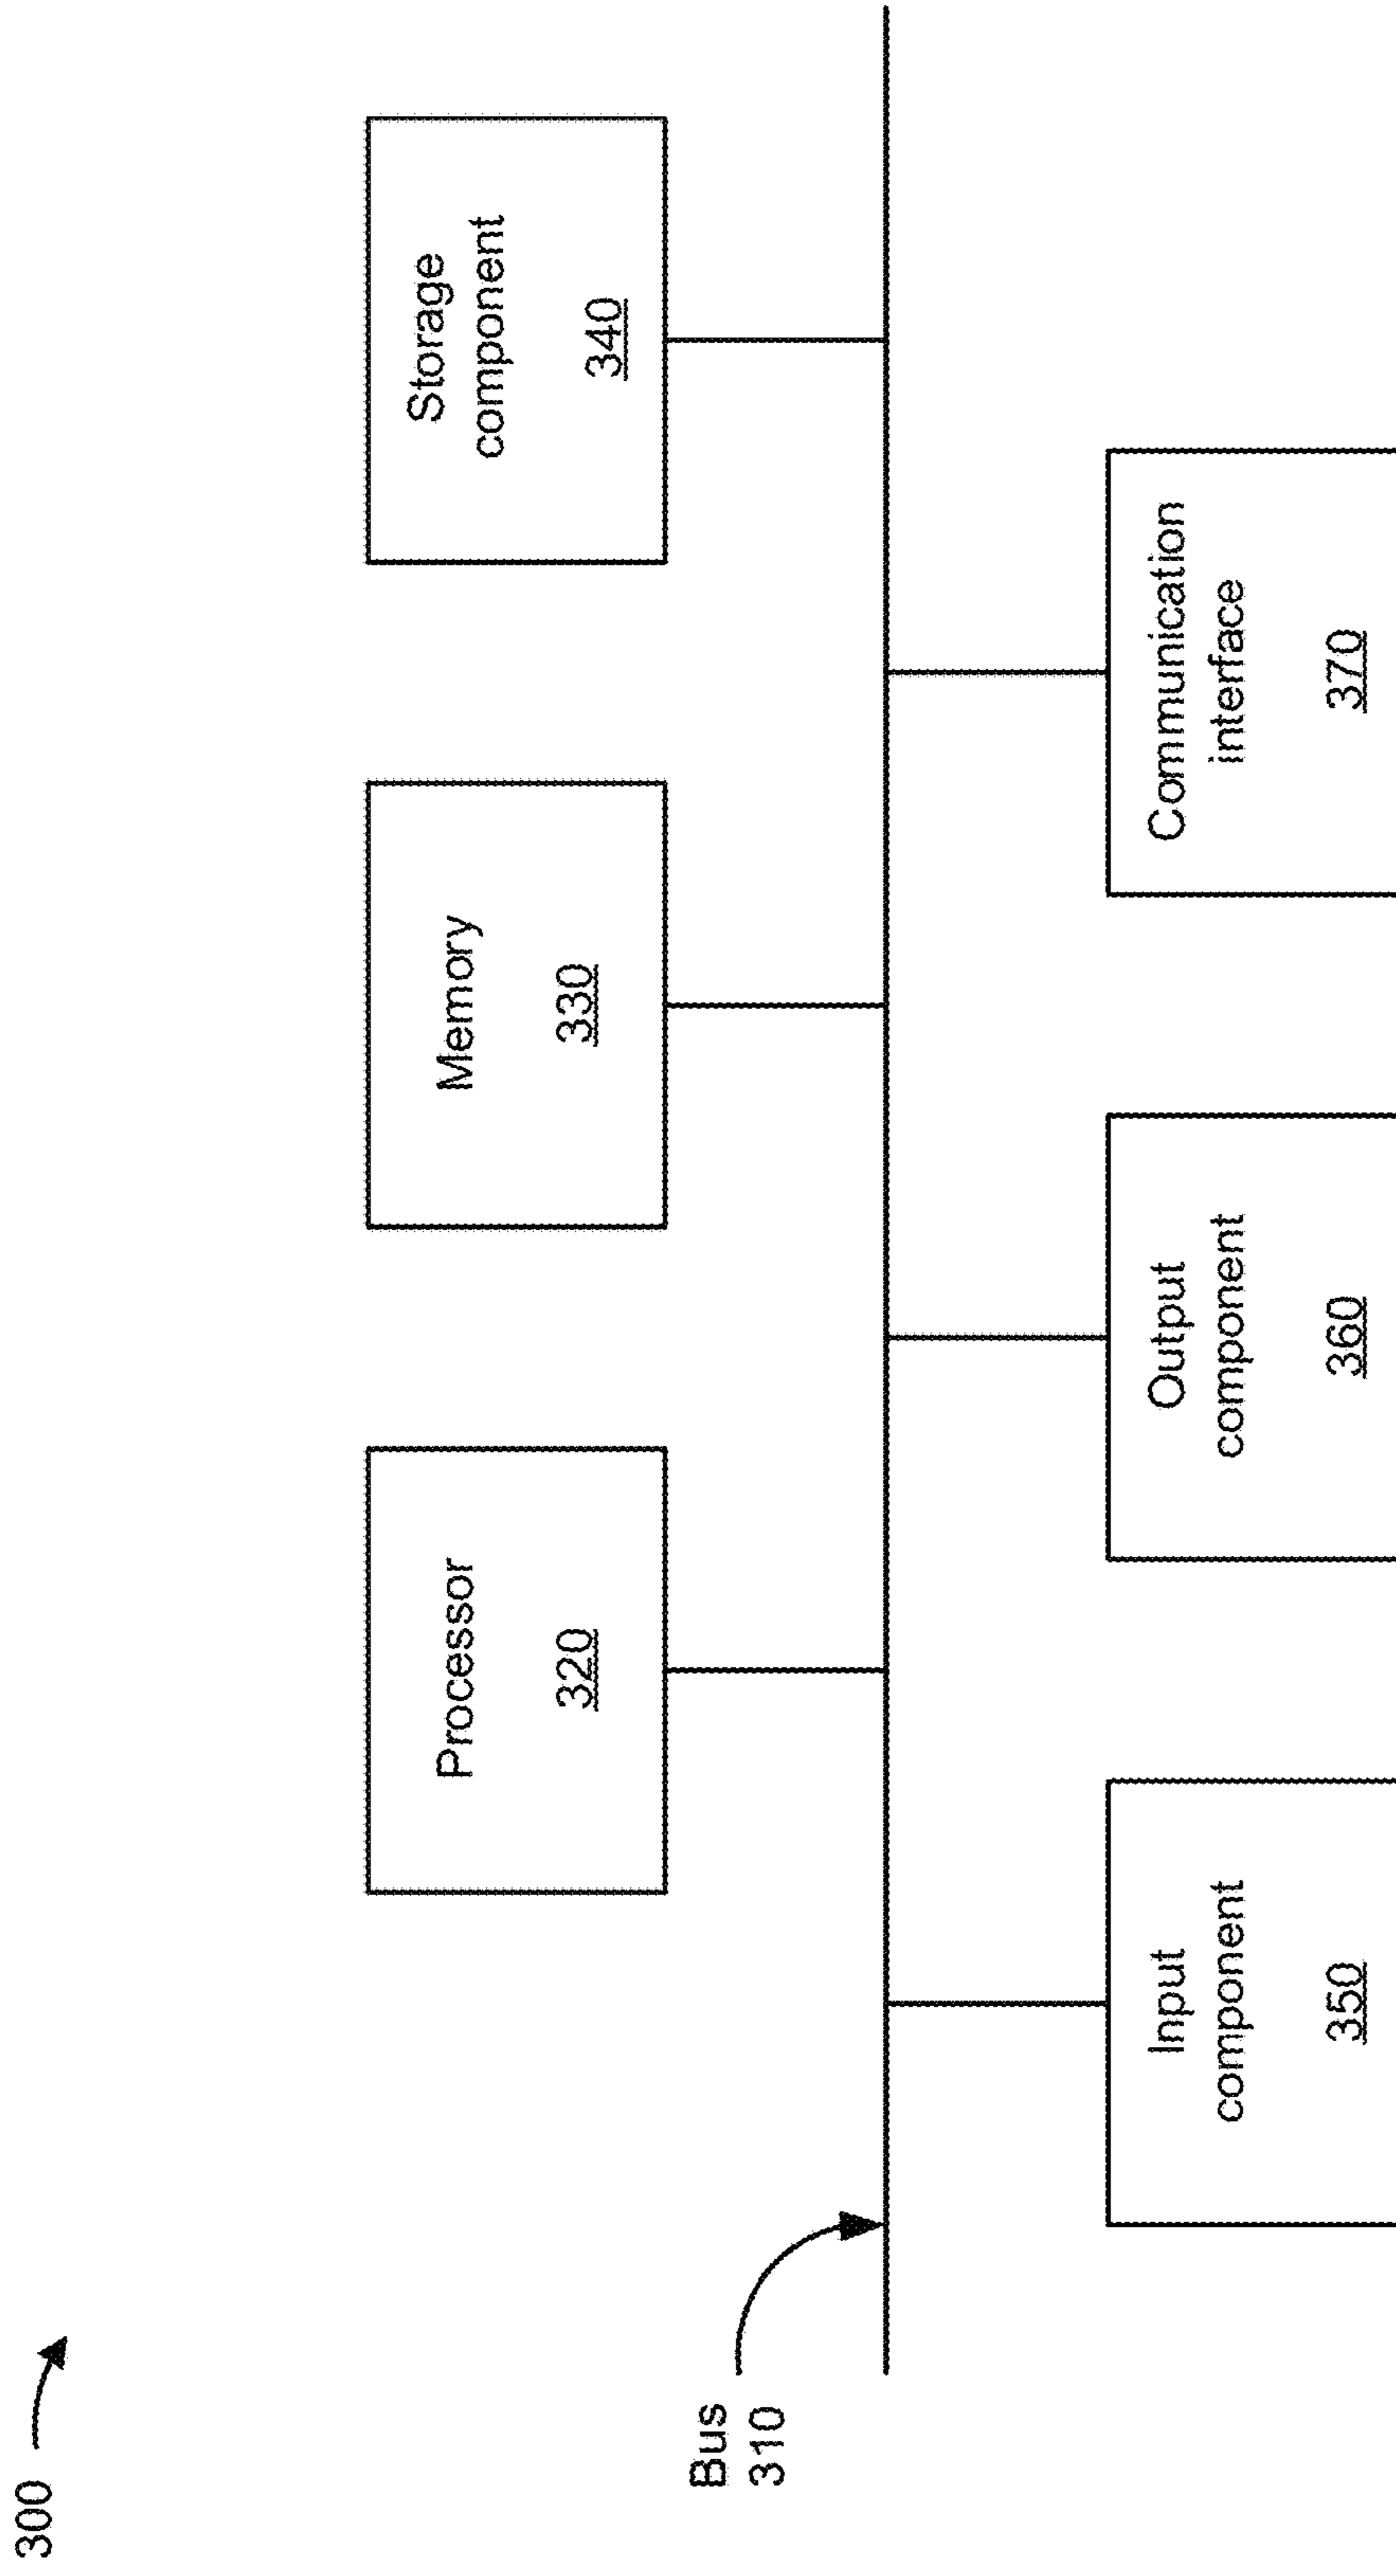 300
Bus
310
Processor
320
Memory
330
Storage
component
340
Input
component
350
Output
component
360
Communication
interface
370